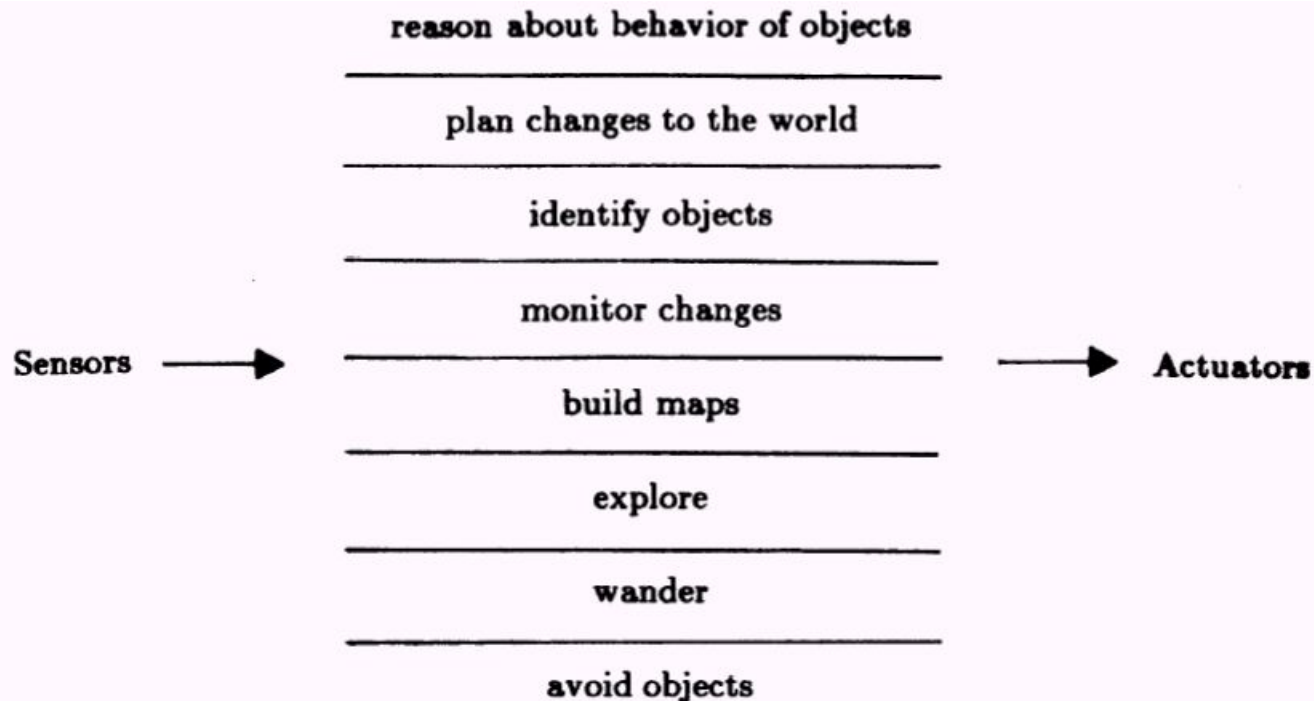 reason about behavior of objects
plan changes to the world
identify objects
monitor changes
Sensors
Actuators
build maps
explore
wander
avoid objects